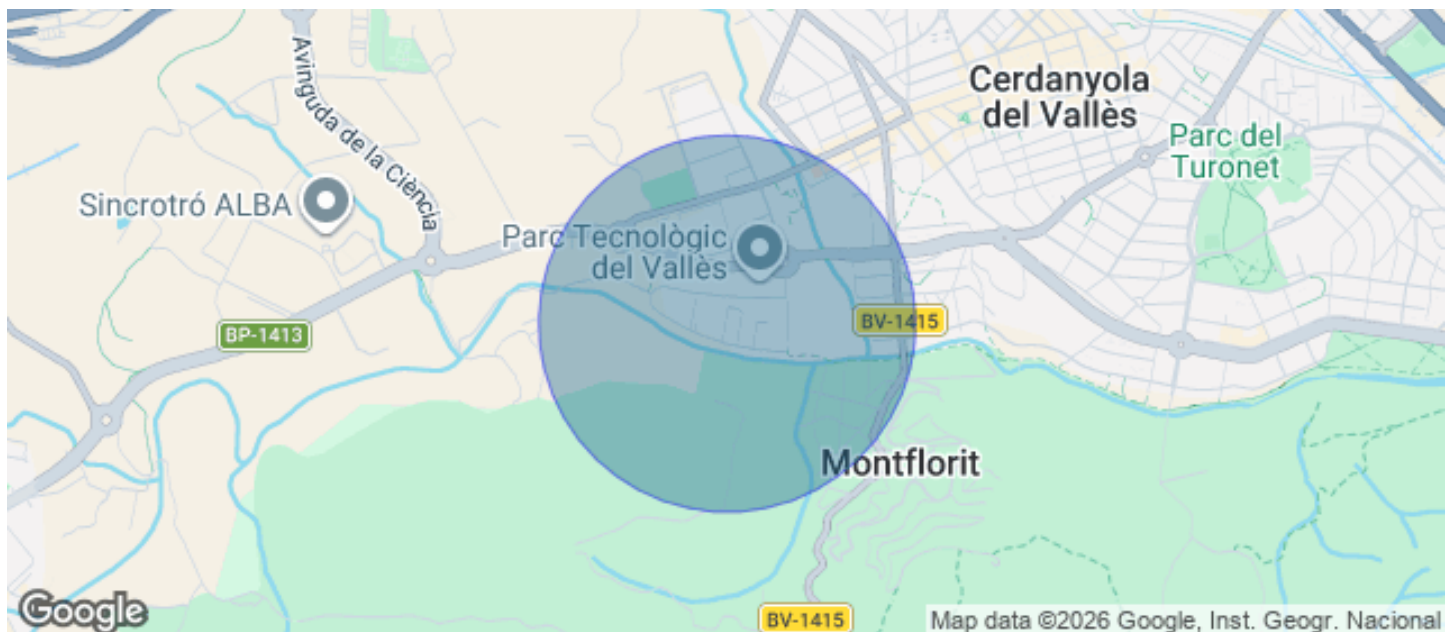 Avinguda de la Ciència
Cerdanyola
del Vallès
Parc del
Turonet
Sincrotró ALBA
Parc Tecnològic
del Vallès
BP-1413
BV-1415
Montflorit
BV-1415
Google
Map data ©2026 Google, Inst. Geogr. Nacional